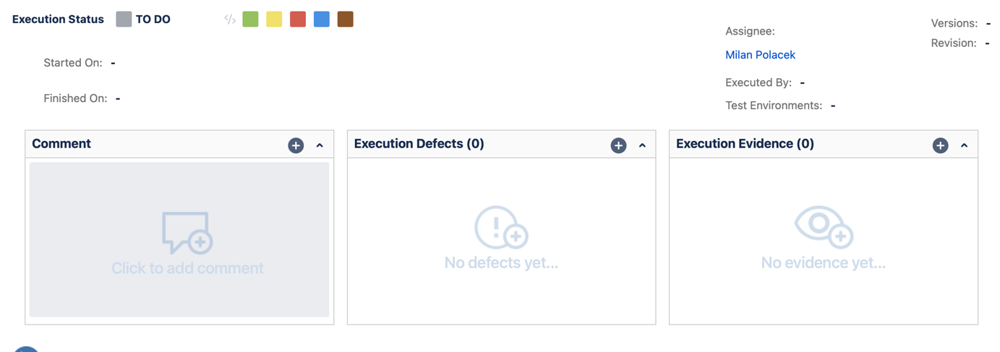 Execution Status TO DO
Started On: -
Finished On: -
Assignee:
Milan Polacek
Executed By: -
Test Environments: -
Versions: -
Revision: -
Comment
Click to add comment
Execution Defects (0)
No defects yet...
Execution Evidence (0)
No evidence yet...